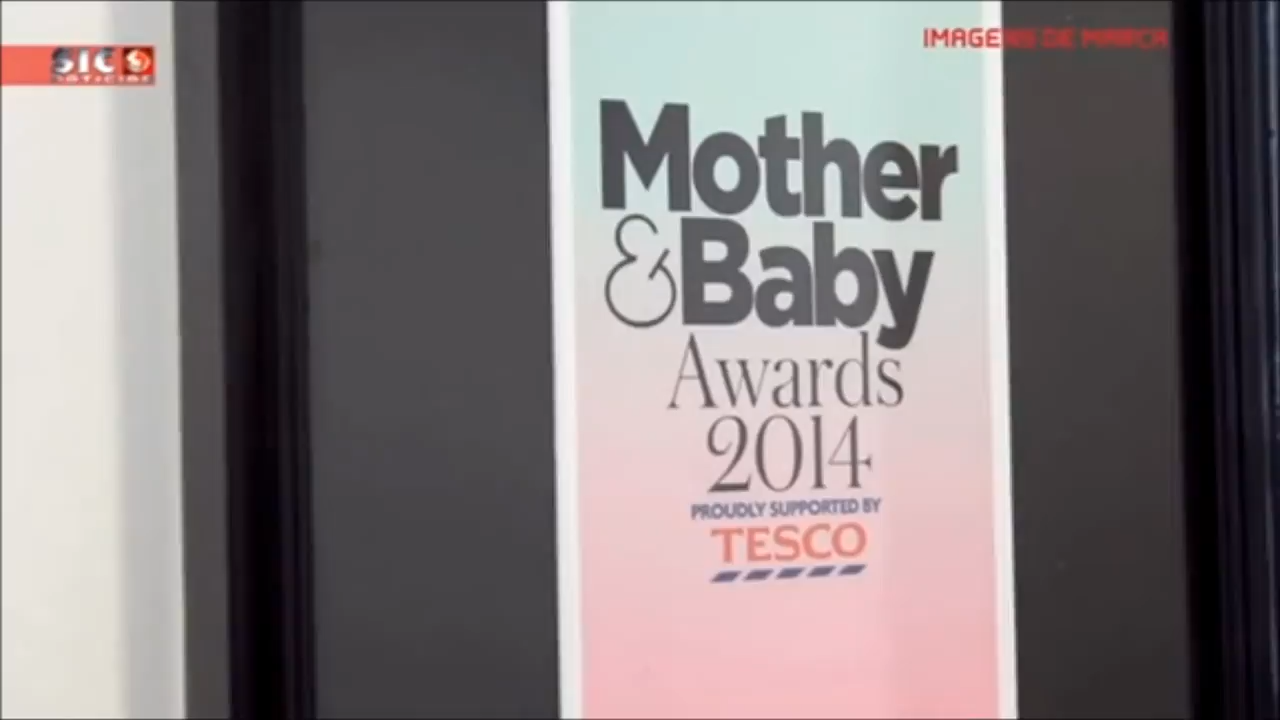 SIC
NOTÍCIAS
IMAGENS DE MARCA
Mother
&Baby
Awards
2014
PROUDLY SUPPORTED BY
TESCO